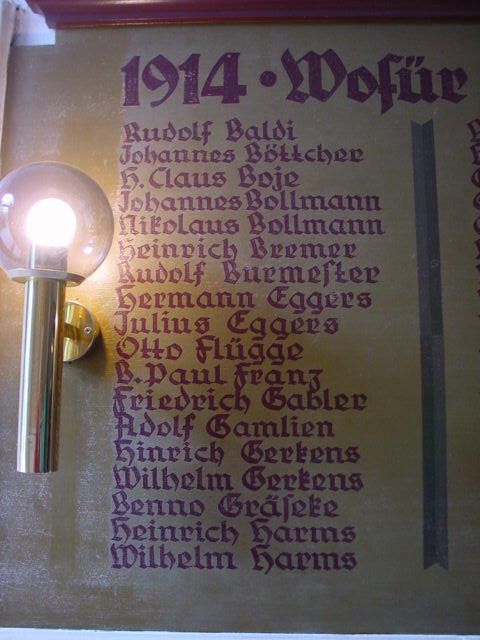 1914 • Wofür
Rudolf Baldi
Johannes Böttcher
H. Claus Boje
Johannes Bollmann
Nikolaus Bollmann
Heinrich Bremer
Rudolf Burmeſter
Hermann Eggers
Julius Eggers
Otto Flügge
B. Paul Franz
Friedrich Gabler
Adolf Gamlien
Hinrich Gerkens
Wilhelm Gerkens
Benno Gräſeke
Heinrich Harms
Wilhelm Harms